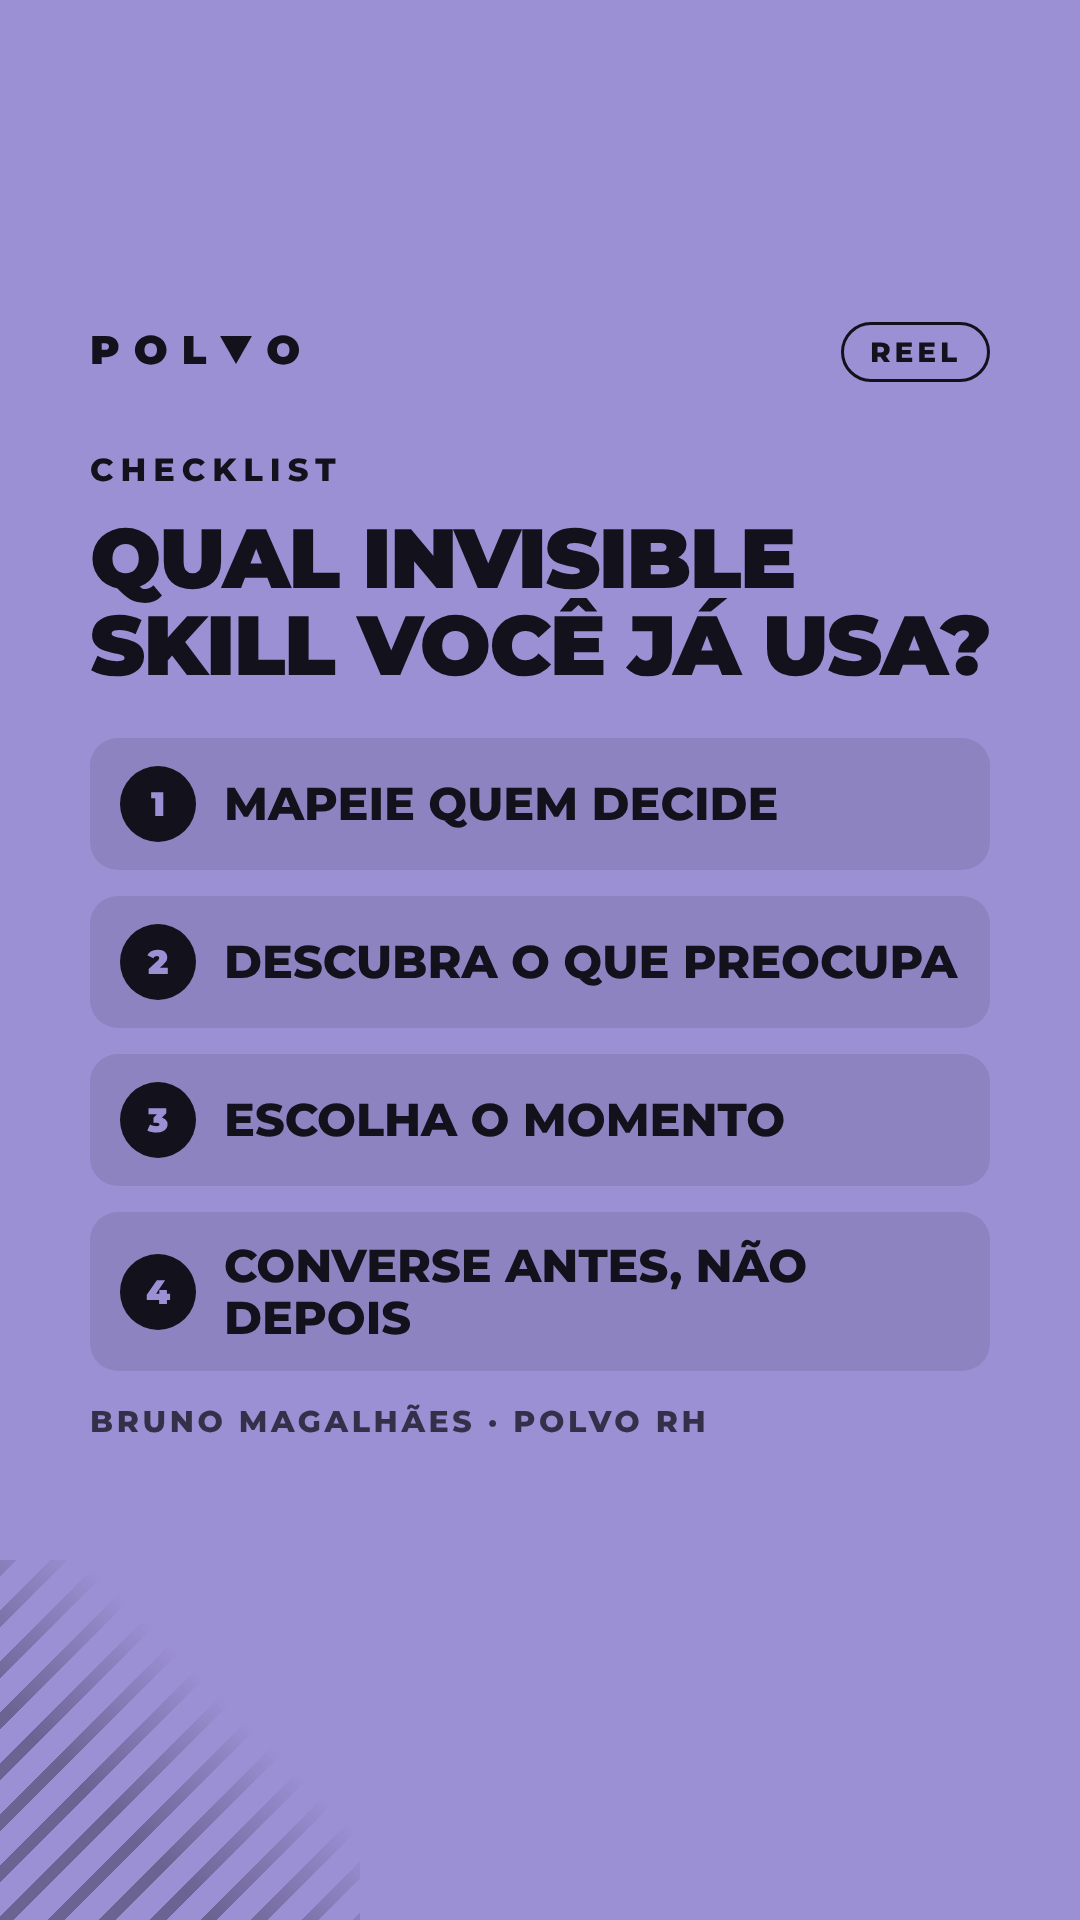 POLVO
REEL
CHECKLIST
QUAL INVISIBLE
SKILL VOCÊ JÁ USA?
1 MAPEIE QUEM DECIDE
2 DESCUBRA O QUE PREOCUPA
3 ESCOLHA O MOMENTO
4 CONVERSE ANTES, NÃO
DEPOIS
BRUNO MAGALHÃES • POLVO RH